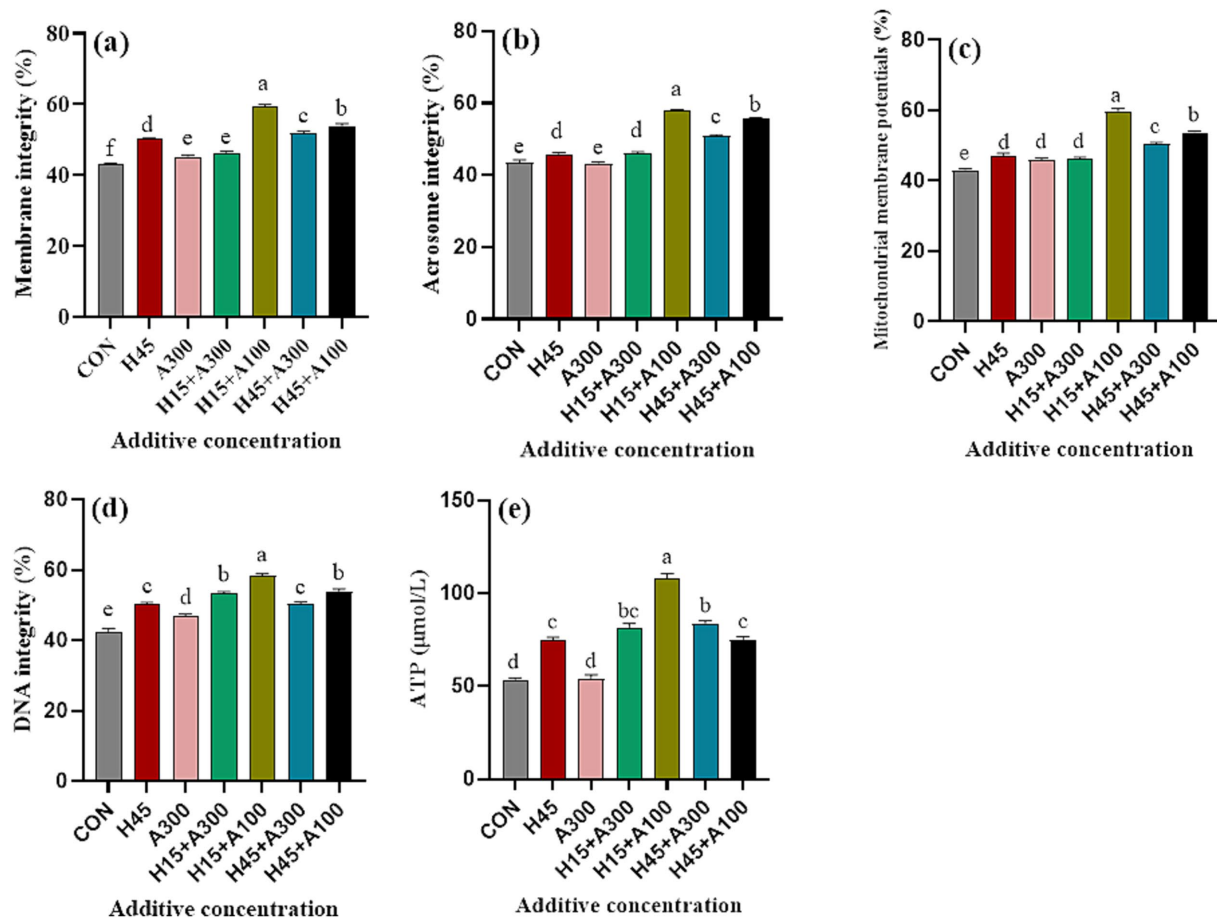 (a)
Membrane integrity (%)
80
60
40
20
0
f
d
e
e
a
c
b
CON
H45
A300
H15+A300
H15+A100
H45+A300
H45+A100
Additive concentration
(b)
Acrosome integrity (%)
80
60
40
20
0
e
d
e
d
a
c
b
CON
H45
A300
H15+A300
H15+A100
H45+A300
H45+A100
Additive concentration
(c)
Mitochondrial membrane potentials (%)
80
60
40
20
0
e
d
d
d
a
c
b
CON
H45
A300
H15+A300
H15+A100
H45+A300
H45+A100
Additive concentration
(d)
DNA integrity (%)
80
60
40
20
0
e
c
d
b
a
c
b
CON
H45
A300
H15+A300
H15+A100
H45+A300
H45+A100
Additive concentration
(e)
ATP (μmol/L)
150
100
50
0
d
c
d
bc
a
b
c
CON
H45
A300
H15+A300
H15+A100
H45+A300
H45+A100
Additive concentration